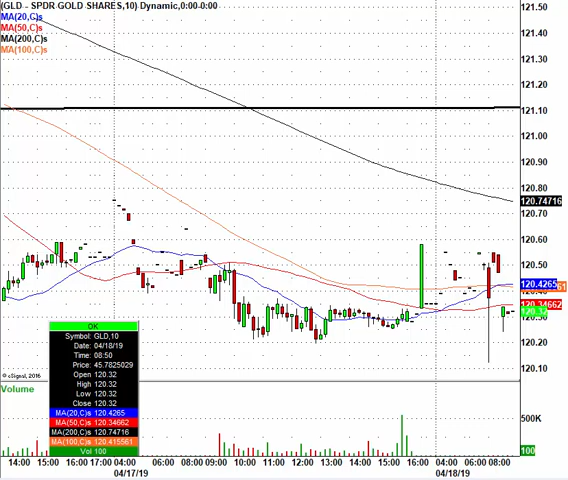 (GLD - SPDR GOLD SHARES,10) Dynamic,0:00-0:00
MA(20,C)s
MA(50,C)s
MA(200,C)s
MA(100,C)s
121.50
121.40
121.30
121.20
121.10
121.00
120.90
120.80
120.74716
120.70
120.60
120.50
120.4265
120.34662
120.32
120.30
120.20
120.10
© eSignal, 2016
Volume
OK
Symbol: GLD,10
Date: 04/18/19
Time: 08:50
Price: 45.7825029
Open 120.32
High 120.32
Low 120.32
Close 120.32
MA(20,C)s 120.4265
MA(50,C)s 120.34662
MA(200,C)s 120.74716
MA(100,C)s 120.415561
Vol 100
500K
100
14:00 15:00 16:00 17:00 04:00 06:00 08:00 09:00 10:00 11:00 12:00 13:00 14:00 15:00 16:00 04:00 06:00 08:00
04/17/19 04/18/19